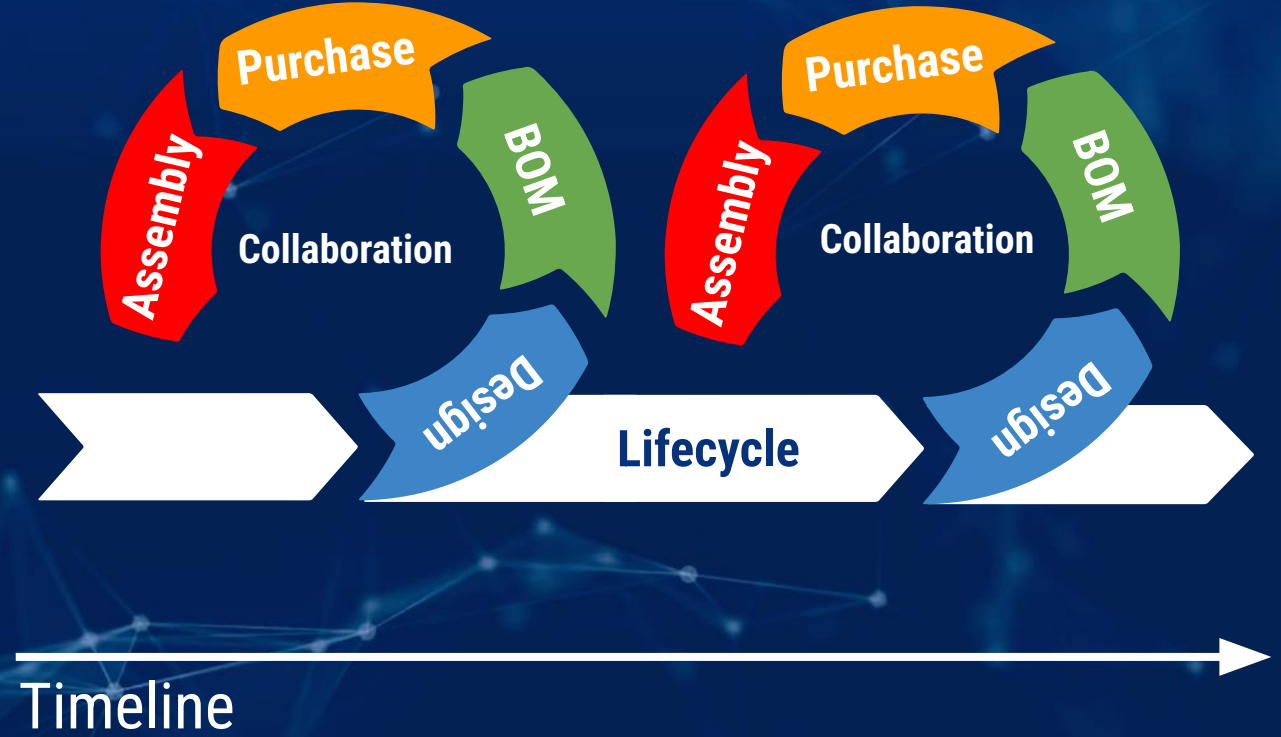 Purchase
BOM
Assembly
Collaboration
Design
Purchase
BOM
Assembly
Collaboration
Design
Lifecycle
Timeline